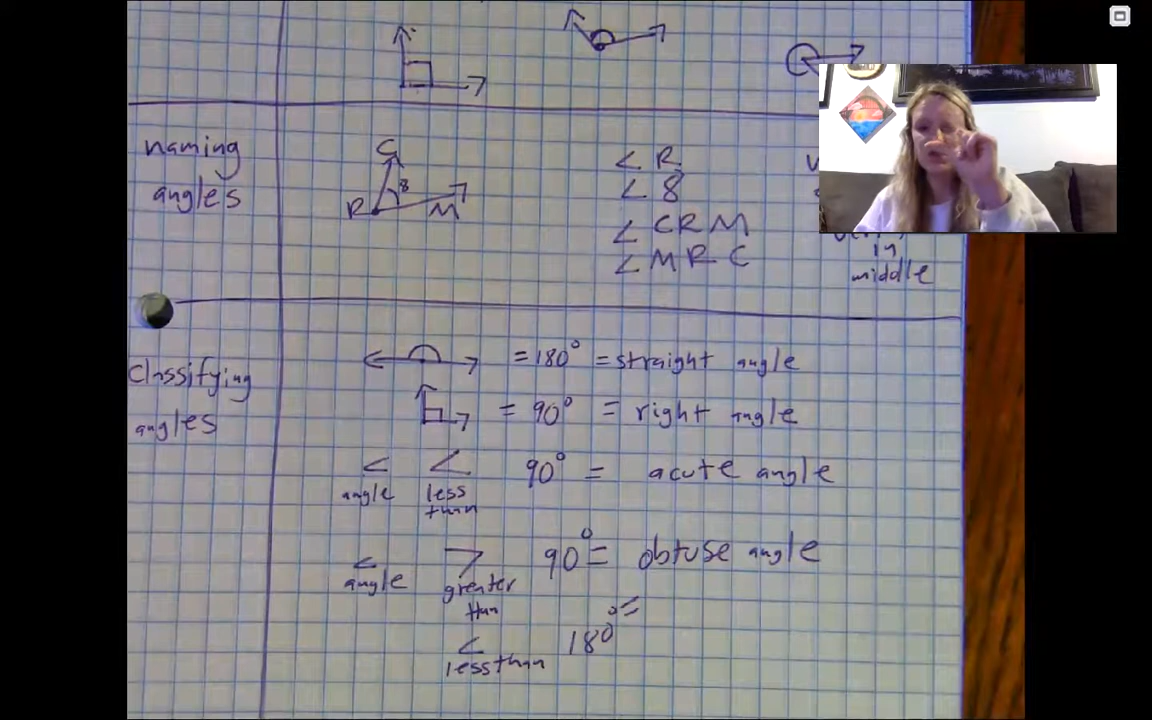 naming
angles
C
8
R M
< R
< 8
< CRM
< MRC
in
middle
Classifying
angles
= 180° = straight angle
= 90° = right angle
< < 90° = acute angle
angle less than
< > 90° = obtuse angle
angle greater than
< 180° =
less than